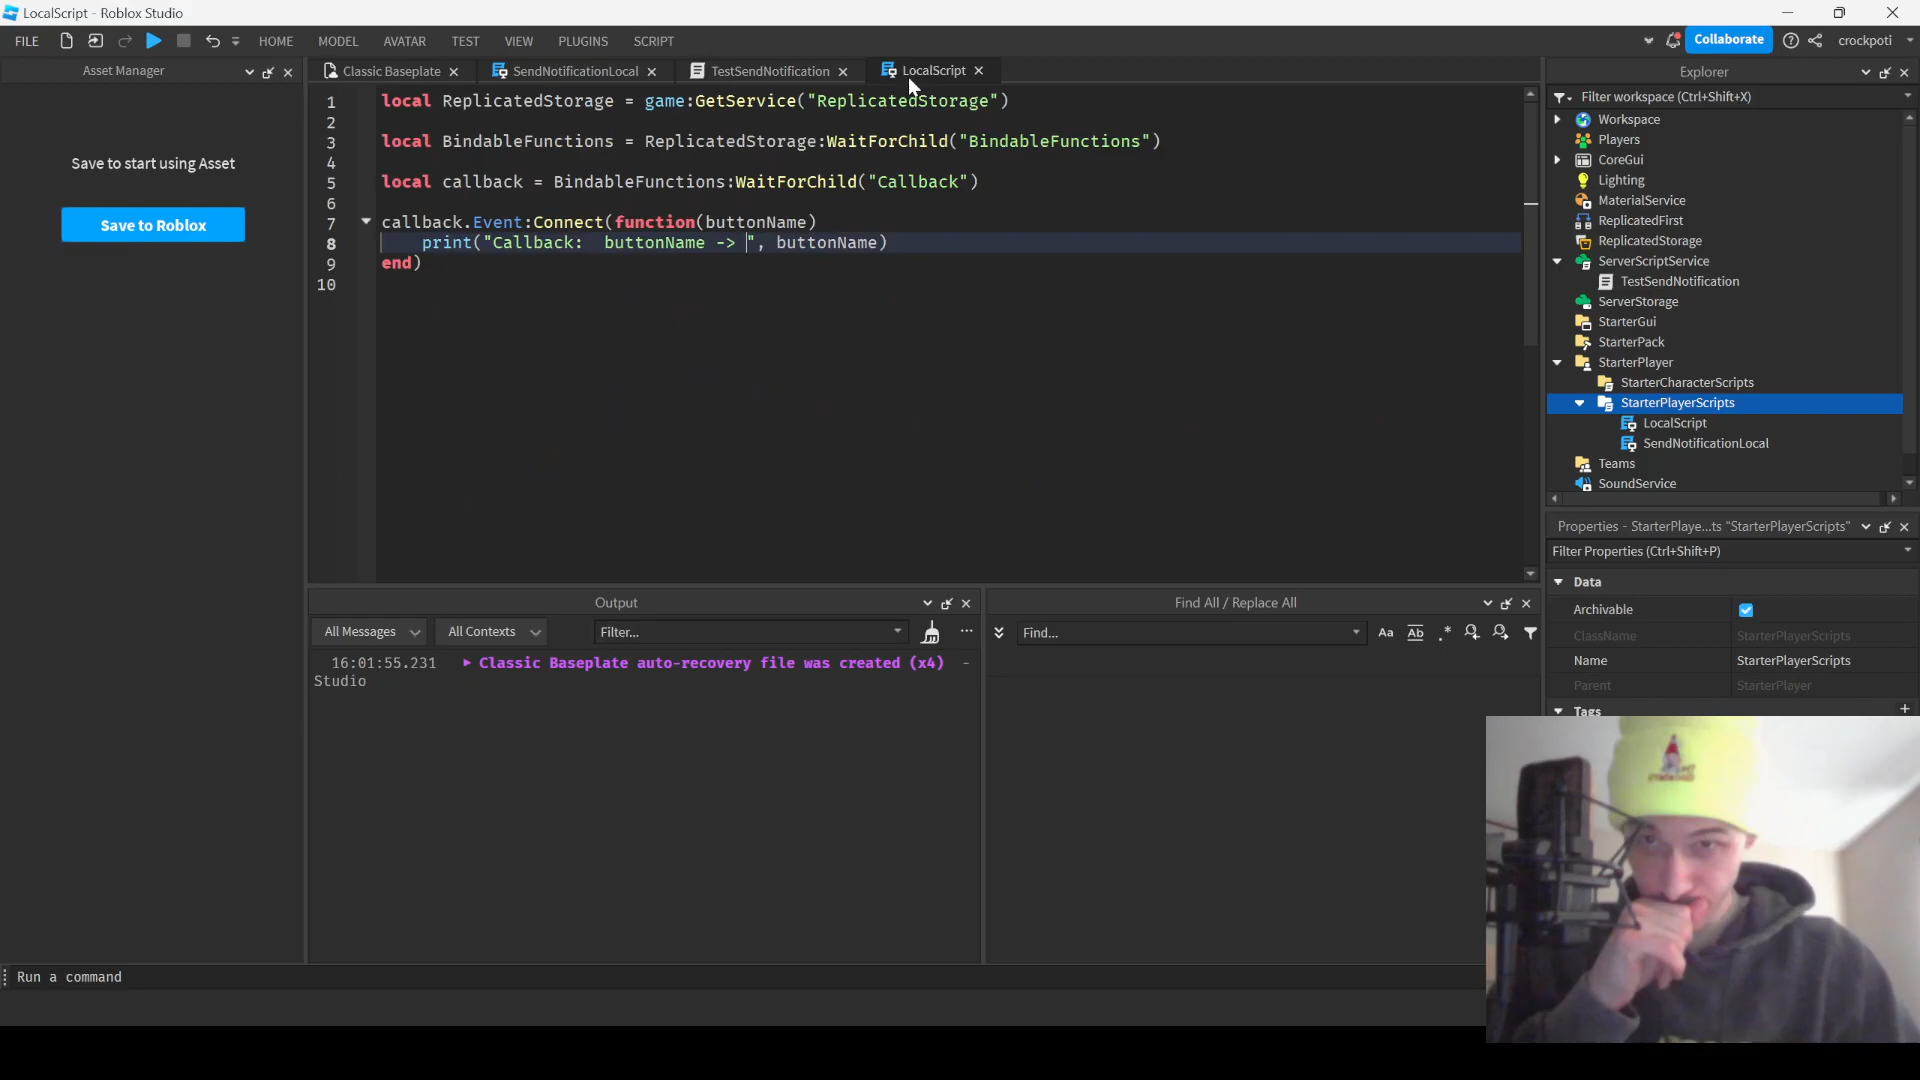 LocalScript - Roblox Studio
FILE HOME MODEL AVATAR TEST VIEW PLUGINS SCRIPT Collaborate crockpoti
Asset Manager
Save to start using Asset
Save to Roblox
Classic Baseplate SendNotificationLocal TestSendNotification LocalScript
1 local ReplicatedStorage = game:GetService("ReplicatedStorage")
2
3 local BindableFunctions = ReplicatedStorage:WaitForChild("BindableFunctions")
4
5 local callback = BindableFunctions:WaitForChild("Callback")
6
7 callback.Event:Connect(function(buttonName)
8 print("Callback:  buttonName -> ", buttonName)
9 end)
10
Explorer
Filter workspace (Ctrl+Shift+X)
Workspace
Players
CoreGui
Lighting
MaterialService
ReplicatedFirst
ReplicatedStorage
ServerScriptService
TestSendNotification
ServerStorage
StarterGui
StarterPack
StarterPlayer
StarterCharacterScripts
StarterPlayerScripts
LocalScript
SendNotificationLocal
Teams
SoundService
Properties - StarterPlaye...ts "StarterPlayerScripts"
Filter Properties (Ctrl+Shift+P)
Data
Archivable
ClassName StarterPlayerScripts
Name StarterPlayerScripts
Parent StarterPlayer
Tags +
Output
All Messages All Contexts Filter... ...
16:01:55.231 Classic Baseplate auto-recovery file was created (x4) -
Studio
Find All / Replace All
Find... Aa Ab .*
Run a command